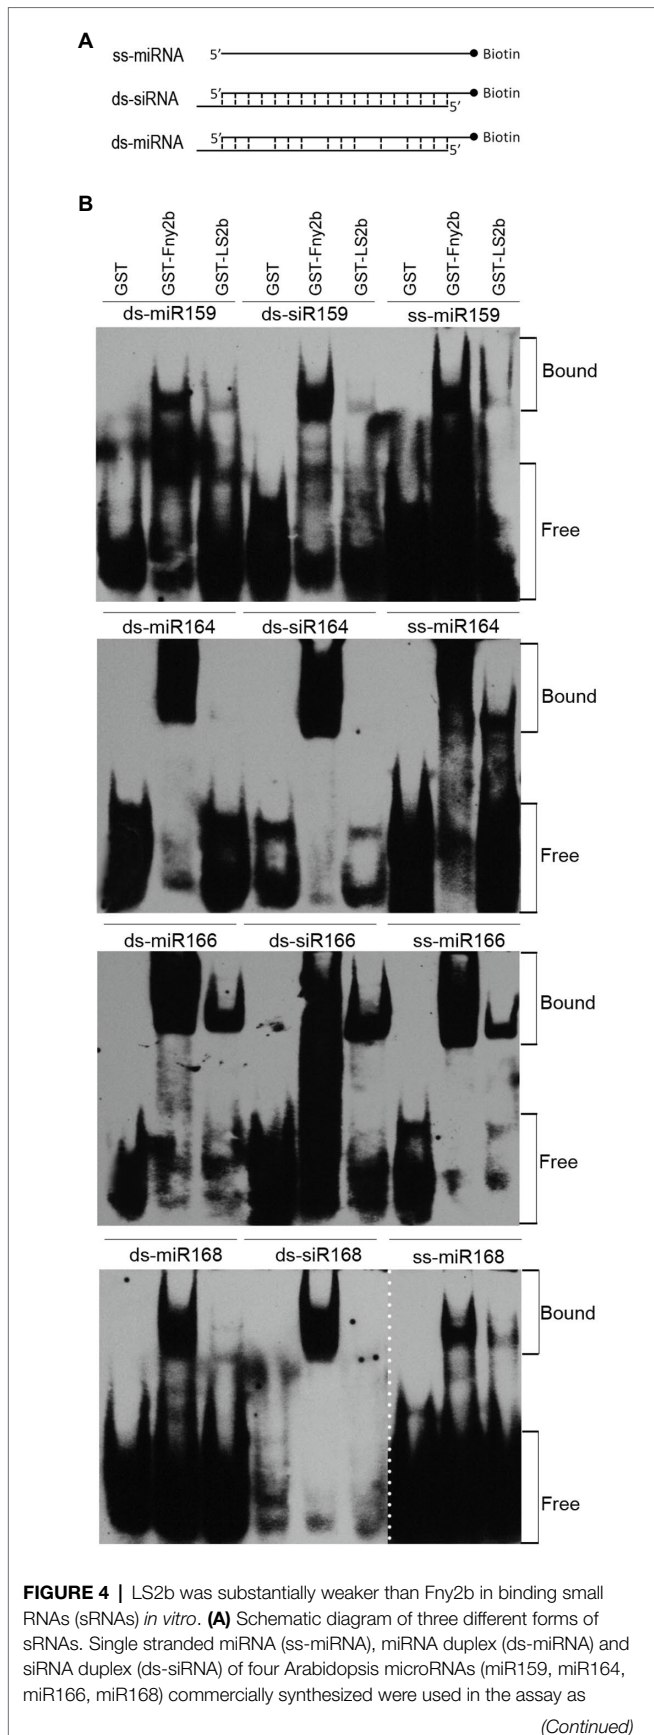 A
ss-miRNA 5′ Biotin
ds-siRNA 5′ Biotin
5′
ds-miRNA 5′ Biotin
5′
B
GST GST-Fny2b GST-LS2b GST GST-Fny2b GST-LS2b GST GST-Fny2b GST-LS2b
ds-miR159 ds-siR159 ss-miR159
Bound
Free
ds-miR164 ds-siR164 ss-miR164
Bound
Free
ds-miR166 ds-siR166 ss-miR166
Bound
Free
ds-miR168 ds-siR168 ss-miR168
Bound
Free
FIGURE 4 | LS2b was substantially weaker than Fny2b in binding small
RNAs (sRNAs) in vitro. (A) Schematic diagram of three different forms of
sRNAs. Single stranded miRNA (ss-miRNA), miRNA duplex (ds-miRNA) and
siRNA duplex (ds-siRNA) of four Arabidopsis microRNAs (miR159, miR164,
miR166, miR168) commercially synthesized were used in the assay as
(Continued)